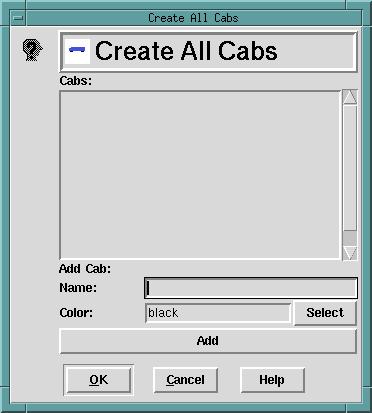 Create All Cabs
Create All Cabs
Cabs:
Add Cab:
Name:
Color: black Select
Add
OK Cancel Help